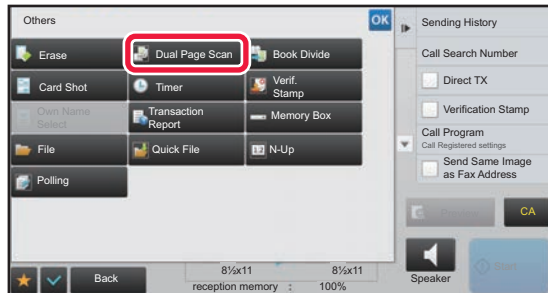 Others
OK
Erase
Dual Page Scan
Book Divide
Card Shot
Timer
Verif.
Stamp
Own Name
Select
Transaction
Report
Memory Box
File
Quick File
N-Up
Polling
Back
8½x11
8½x11
reception memory : 100%
Sending History
Call Search Number
Direct TX
Verification Stamp
Call Program
Call Registered settings
Send Same Image
as Fax Address
CA
Speaker
Start